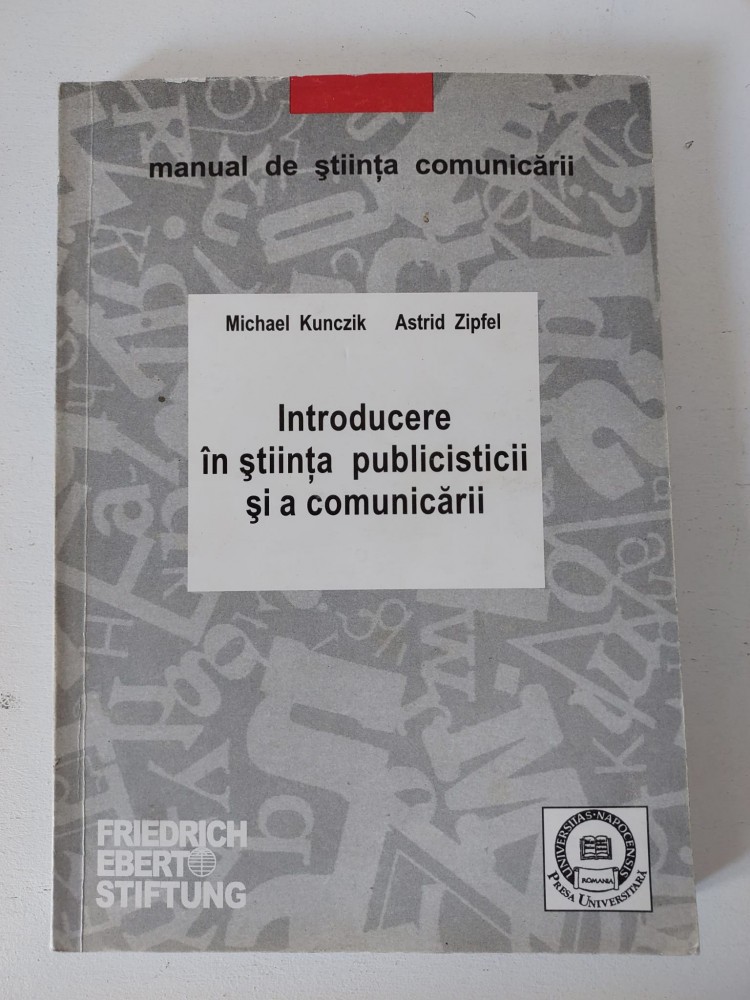 manual de ştiinţa comunicării
Michael Kunczik Astrid Zipfel
Introducere
în ştiinţa publicisticii
şi a comunicării
FRIEDRICH
EBERT
STIFTUNG
UNIVERSITAS·NAPOCENSIS
ROMANIA
PRESA UNIVERSITARĂ